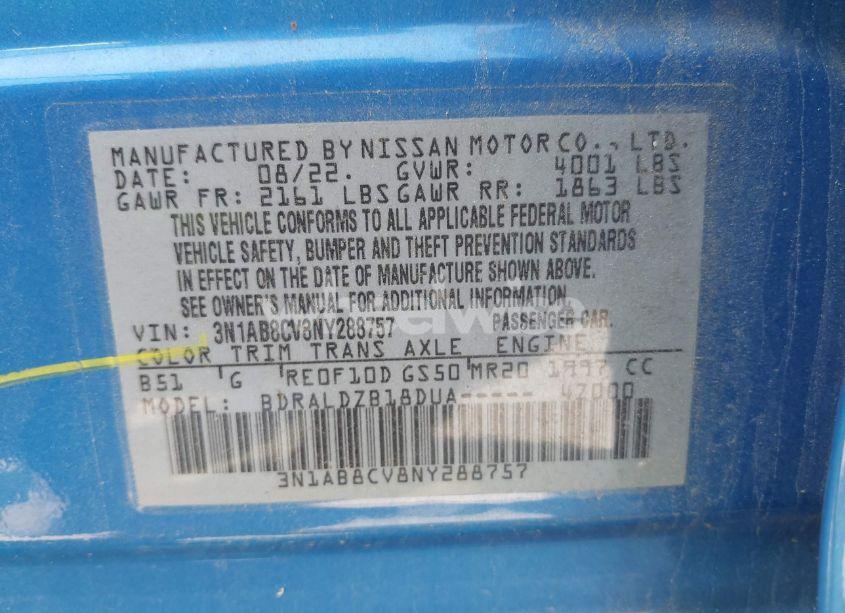 MANUFACTURED BY NISSAN MOTOR CO., LTD.
DATE: 08/22. GVWR: 4001 LBS
GAWR FR: 2161 LBS GAWR RR: 1863 LBS
THIS VEHICLE CONFORMS TO ALL APPLICABLE FEDERAL MOTOR
VEHICLE SAFETY, BUMPER AND THEFT PREVENTION STANDARDS
IN EFFECT ON THE DATE OF MANUFACTURE SHOWN ABOVE.
SEE OWNER'S MANUAL FOR ADDITIONAL INFORMATION.
VIN: 3N1AB8CV8NY288757 PASSENGER CAR.
COLOR TRIM TRANS AXLE ENGINE
B51 G RE0F10D GS50 MR20 1997 CC
MODEL: BDRALDZB18DUA----- 4Z000
3N1AB8CV8NY288757